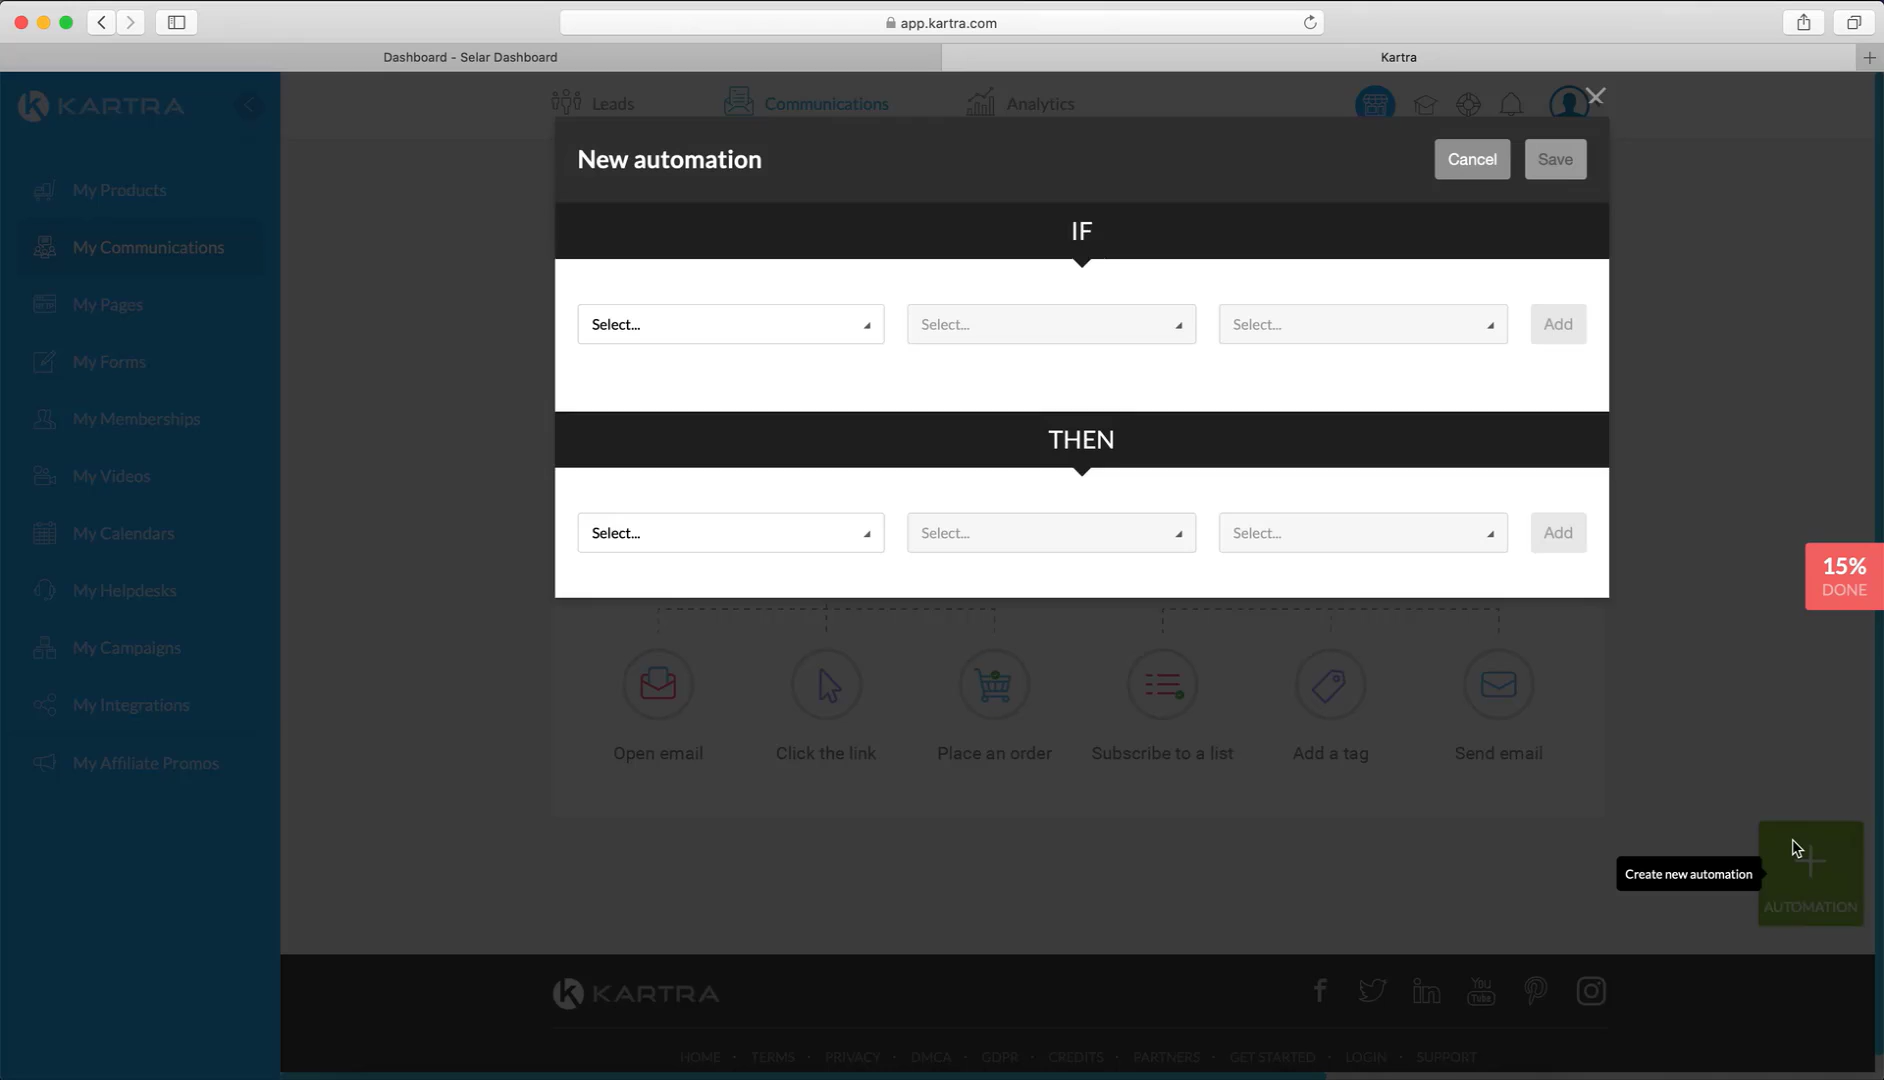 app.kartra.com
Dashboard - Selar Dashboard
Kartra
KARTRA
Leads
Communications
Analytics
My Products
My Communications
My Pages
My Forms
My Memberships
My Videos
My Calendars
My Helpdesks
My Campaigns
My Integrations
My Affiliate Promos
New automation
Cancel
Save
IF
Select...
Select...
Select...
Add
THEN
Select...
Select...
Select...
Add
15%
DONE
Open email
Click the link
Place an order
Subscribe to a list
Add a tag
Send email
Create new automation
AUTOMATION
KARTRA
You
Tube
HOME · TERMS · PRIVACY · DMCA · GDPR · CREDITS · PARTNERS · GET STARTED · LOGIN · SUPPORT